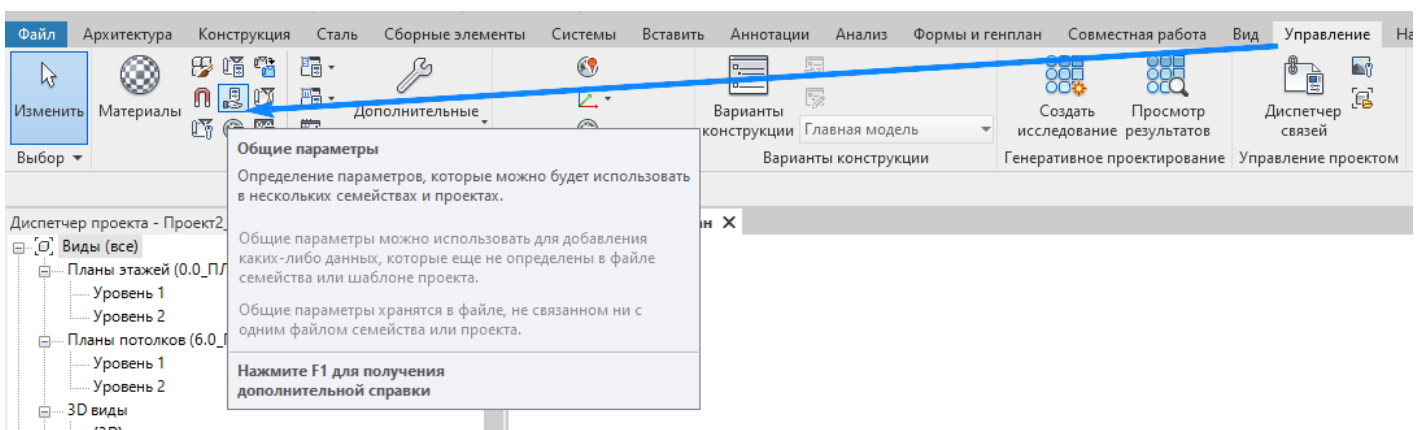 Файл Архитектура Конструкция Сталь Сборные элементы Системы Вставить Аннотации Анализ Формы и генплан Совместная работа Вид Управление На
Изменить
Материалы
Дополнительные
Варианты
конструкции
Главная модель
Создать
исследование
Просмотр
результатов
Диспетчер
связей
Выбор
Варианты конструкции
Генеративное проектирование
Управление проектом
Общие параметры
Определение параметров, которые можно будет использовать
в нескольких семействах и проектах.
Общие параметры можно использовать для добавления
каких-либо данных, которые еще не определены в файле
семейства или шаблоне проекта.
Общие параметры хранятся в файле, не связанном ни с
одним файлом семейства или проекта.
Нажмите F1 для получения
дополнительной справки
Диспетчер проекта - Проект2_
ан
Виды (все)
Планы этажей (0.0_ПЛ
Уровень 1
Уровень 2
Планы потолков (6.0_П
Уровень 1
Уровень 2
3D виды